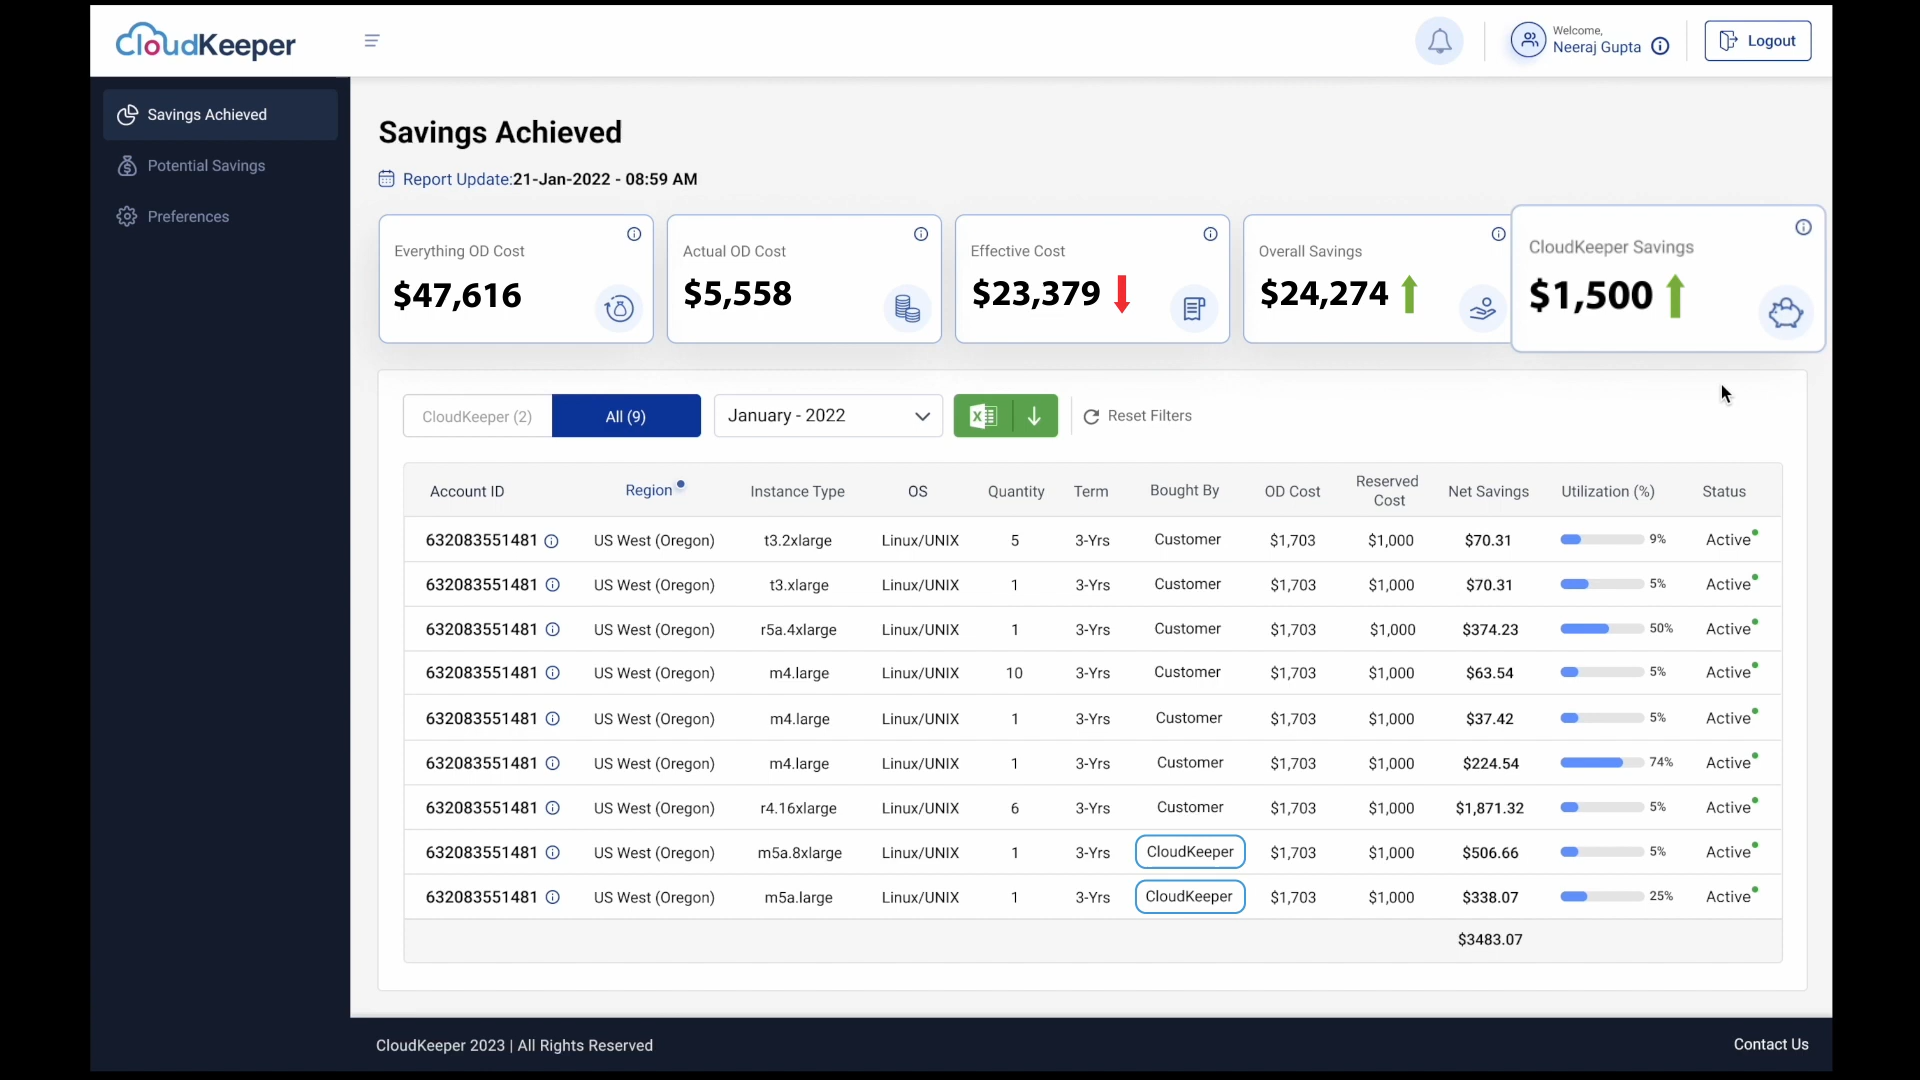 CloudKeeper
Welcome,
Neeraj Gupta
Logout
Savings Achieved
Potential Savings
Preferences
Savings Achieved
Report Update:21-Jan-2022 - 08:59 AM
Everything OD Cost
$47,616
Actual OD Cost
$5,558
Effective Cost
$23,379
Overall Savings
$24,274
CloudKeeper Savings
$1,500
CloudKeeper (2) All (9) January - 2022 Reset Filters
Account ID Region Instance Type OS Quantity Term Bought By OD Cost Reserved Cost Net Savings Utilization (%) Status
632083551481 US West (Oregon) t3.2xlarge Linux/UNIX 5 3-Yrs Customer $1,703 $1,000 $70.31 9% Active
632083551481 US West (Oregon) t3.xlarge Linux/UNIX 1 3-Yrs Customer $1,703 $1,000 $70.31 5% Active
632083551481 US West (Oregon) r5a.4xlarge Linux/UNIX 1 3-Yrs Customer $1,703 $1,000 $374.23 50% Active
632083551481 US West (Oregon) m4.large Linux/UNIX 10 3-Yrs Customer $1,703 $1,000 $63.54 5% Active
632083551481 US West (Oregon) m4.large Linux/UNIX 1 3-Yrs Customer $1,703 $1,000 $37.42 5% Active
632083551481 US West (Oregon) m4.large Linux/UNIX 1 3-Yrs Customer $1,703 $1,000 $224.54 74% Active
632083551481 US West (Oregon) r4.16xlarge Linux/UNIX 6 3-Yrs Customer $1,703 $1,000 $1,871.32 5% Active
632083551481 US West (Oregon) m5a.8xlarge Linux/UNIX 1 3-Yrs CloudKeeper $1,703 $1,000 $506.66 5% Active
632083551481 US West (Oregon) m5a.large Linux/UNIX 1 3-Yrs CloudKeeper $1,703 $1,000 $338.07 25% Active
$3483.07
CloudKeeper 2023 | All Rights Reserved
Contact Us